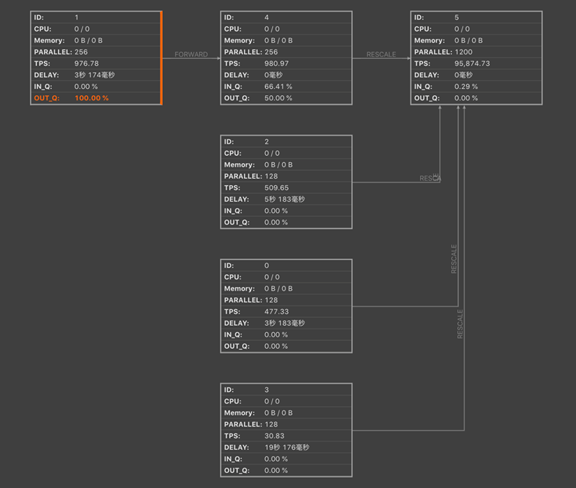 ID: 1
CPU: 0 / 0
Memory: 0 B / 0 B
PARALLEL: 256
TPS: 976.78
DELAY: 3秒 174毫秒
IN_Q: 0.00 %
OUT_Q: 100.00 %
FORWARD
ID: 4
CPU: 0 / 0
Memory: 0 B / 0 B
PARALLEL: 256
TPS: 980.97
DELAY: 0毫秒
IN_Q: 66.41 %
OUT_Q: 50.00 %
RESCALE
ID: 5
CPU: 0 / 0
Memory: 0 B / 0 B
PARALLEL: 1200
TPS: 95,874.73
DELAY: 0毫秒
IN_Q: 0.29 %
OUT_Q: 0.00 %
ID: 2
CPU: 0 / 0
Memory: 0 B / 0 B
PARALLEL: 128
TPS: 509.65
DELAY: 5秒 183毫秒
IN_Q: 0.00 %
OUT_Q: 0.00 %
ID: 0
CPU: 0 / 0
Memory: 0 B / 0 B
PARALLEL: 128
TPS: 477.33
DELAY: 3秒 183毫秒
IN_Q: 0.00 %
OUT_Q: 0.00 %
RESCALE
ID: 3
CPU: 0 / 0
Memory: 0 B / 0 B
PARALLEL: 128
TPS: 30.83
DELAY: 19秒 176毫秒
IN_Q: 0.00 %
OUT_Q: 0.00 %
RESCALE